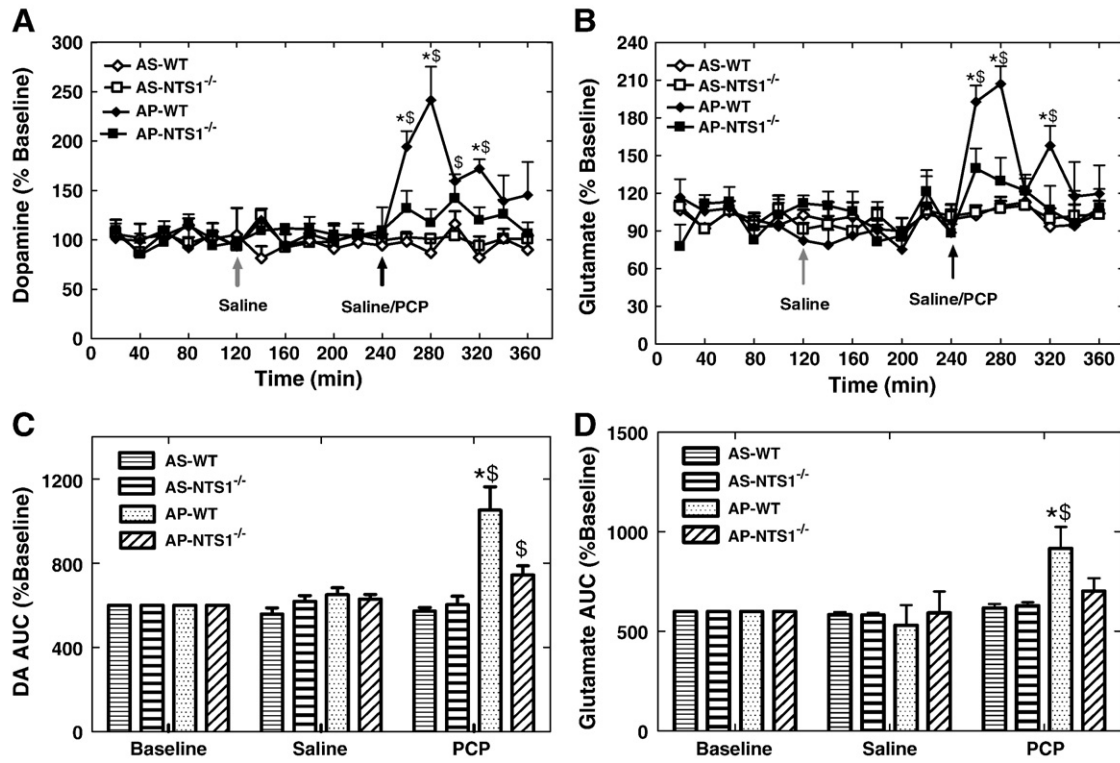 A
Dopamine (% Baseline)
300
250
200
150
100
50
0
AS-WT
AS-NTS1-/-
AP-WT
AP-NTS1-/-
*$
*$
$
*$
Saline
Saline/PCP
0 40 80 120 160 200 240 280 320 360
Time (min)
B
Glutamate (% Baseline)
240
210
180
150
120
90
60
30
0
AS-WT
AS-NTS1-/-
AP-WT
AP-NTS1-/-
*$
*$
*$
Saline
Saline/PCP
0 40 80 120 160 200 240 280 320 360
Time (min)
C
DA AUC (%Baseline)
1200
800
400
0
AS-WT
AS-NTS1-/-
AP-WT
AP-NTS1-/-
*$
$
Baseline Saline PCP
D
Glutamate AUC (%Baseline)
1500
1000
500
0
AS-WT
AS-NTS1-/-
AP-WT
AP-NTS1-/-
*$
Baseline Saline PCP